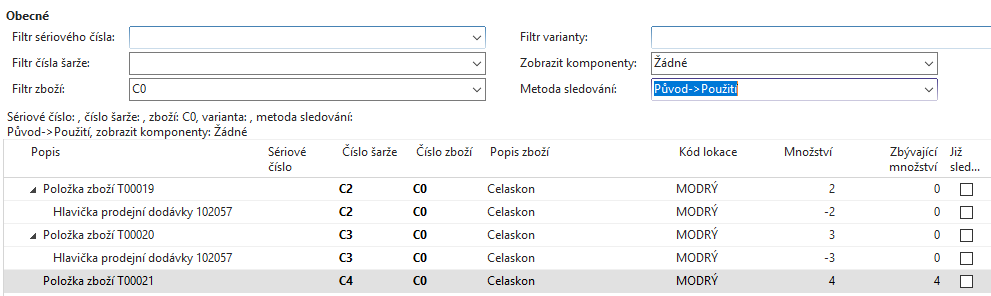 Obecné
Filtr sériového čísla: Filtr varianty:
Filtr čísla šarže: Zobrazit komponenty: Žádné
Filtr zboží: C0 Metoda sledování: Původ->Použití
Sériové číslo: , číslo šarže: , zboží: C0, varianta: , metoda sledování:
Původ->Použití, zobrazit komponenty: Žádné
Popis Sériové číslo Číslo šarže Číslo zboží Popis zboží Kód lokace Množství Zbývající množství Již sled...
Položka zboží T00019 C2 C0 Celaskon MODRÝ 2 0
Hlavička prodejní dodávky 102057 C2 C0 Celaskon MODRÝ -2 0
Položka zboží T00020 C3 C0 Celaskon MODRÝ 3 0
Hlavička prodejní dodávky 102057 C3 C0 Celaskon MODRÝ -3 0
Položka zboží T00021 C4 C0 Celaskon MODRÝ 4 4